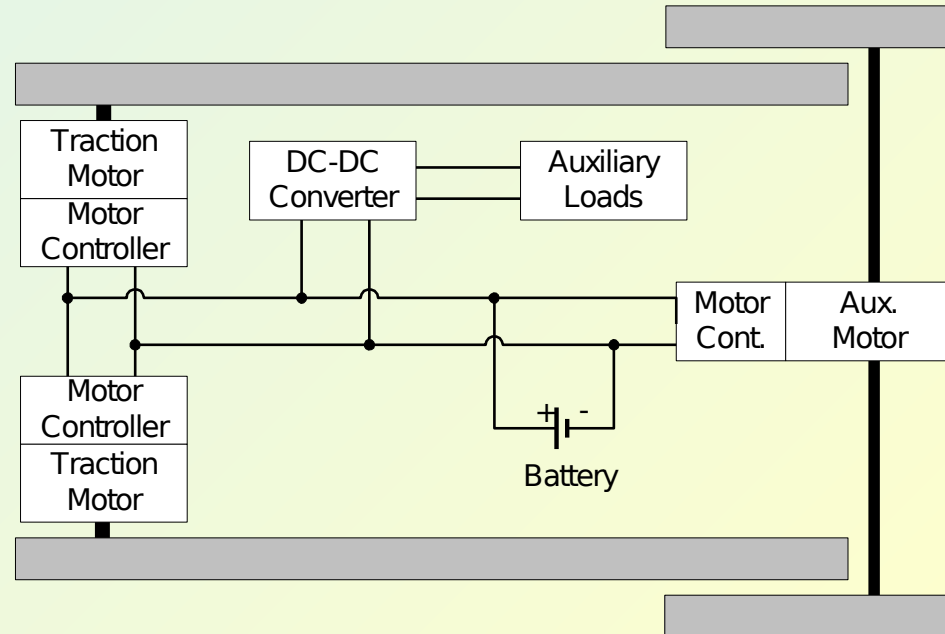 Traction
Motor
Motor
Controller
DC-DC
Converter
Auxiliary
Loads
Motor
Cont.
Aux.
Motor
Motor
Controller
Traction
Motor
+ -
Battery